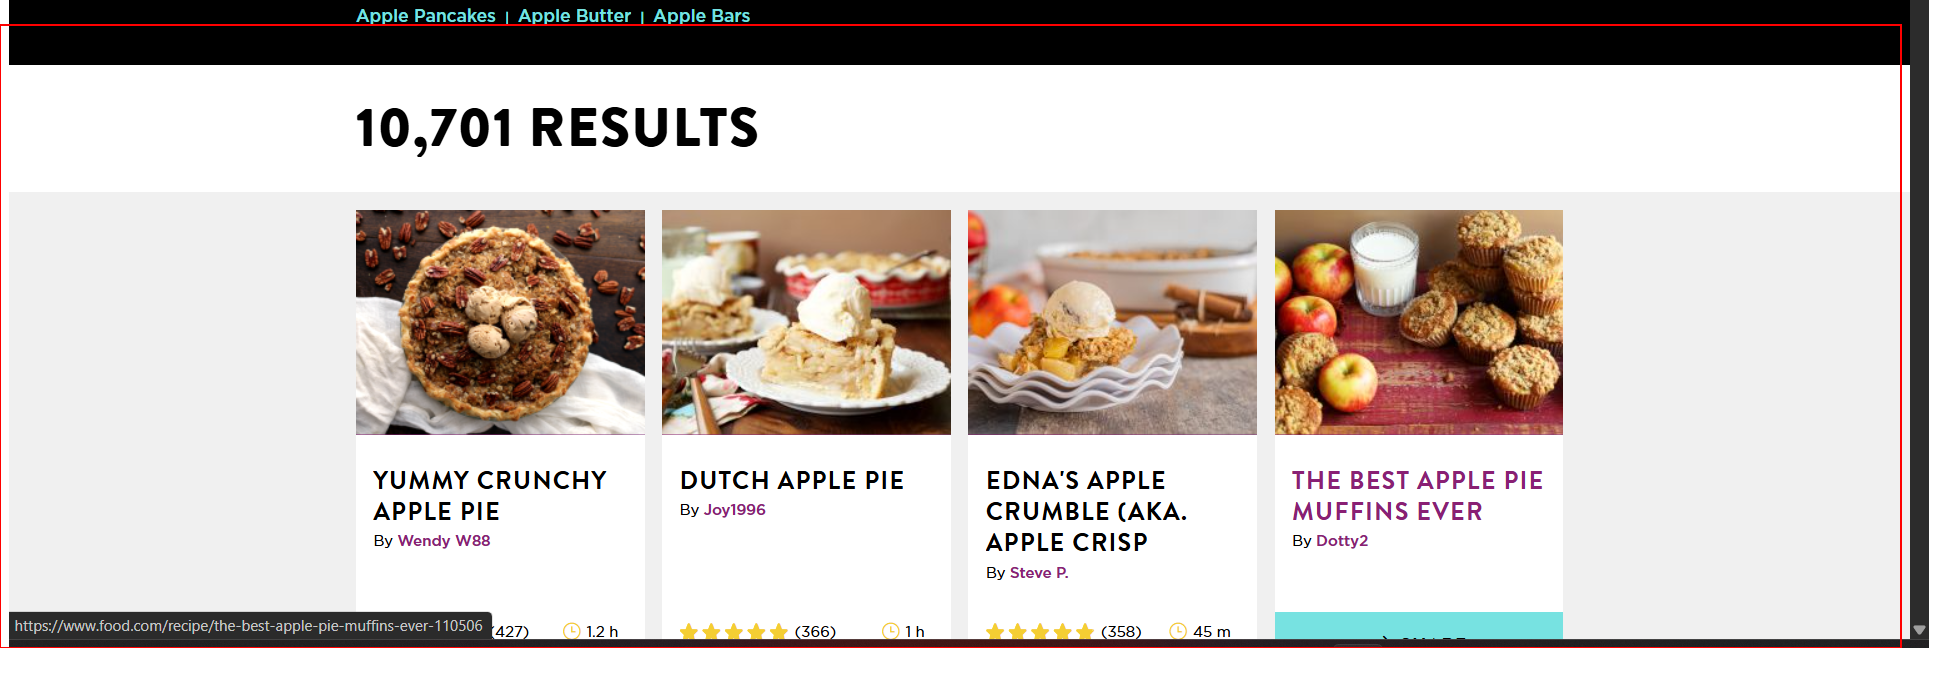 Apple Pancakes | Apple Butter | Apple Bars
10,701 RESULTS
YUMMY CRUNCHY
APPLE PIE
By Wendy W88
(427) 1.2 h
DUTCH APPLE PIE
By Joy1996
(366) 1 h
EDNA'S APPLE
CRUMBLE (AKA.
APPLE CRISP
By Steve P.
(358) 45 m
THE BEST APPLE PIE
MUFFINS EVER
By Dotty2
https://www.food.com/recipe/the-best-apple-pie-muffins-ever-110506